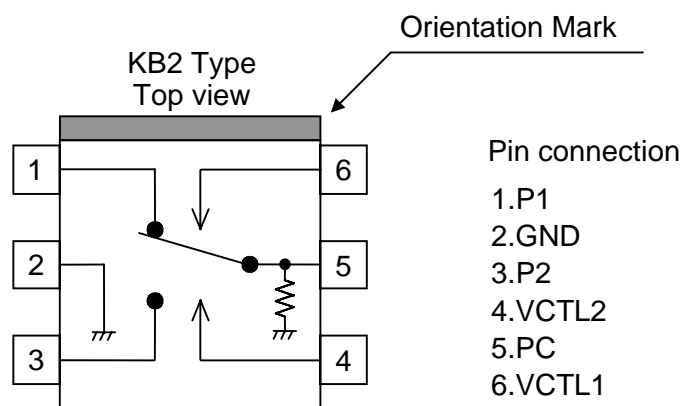 Orientation Mark
KB2 Type
Top view
1
6
2
5
3
4
Pin connection
1.P1
2.GND
3.P2
4.VCTL2
5.PC
6.VCTL1